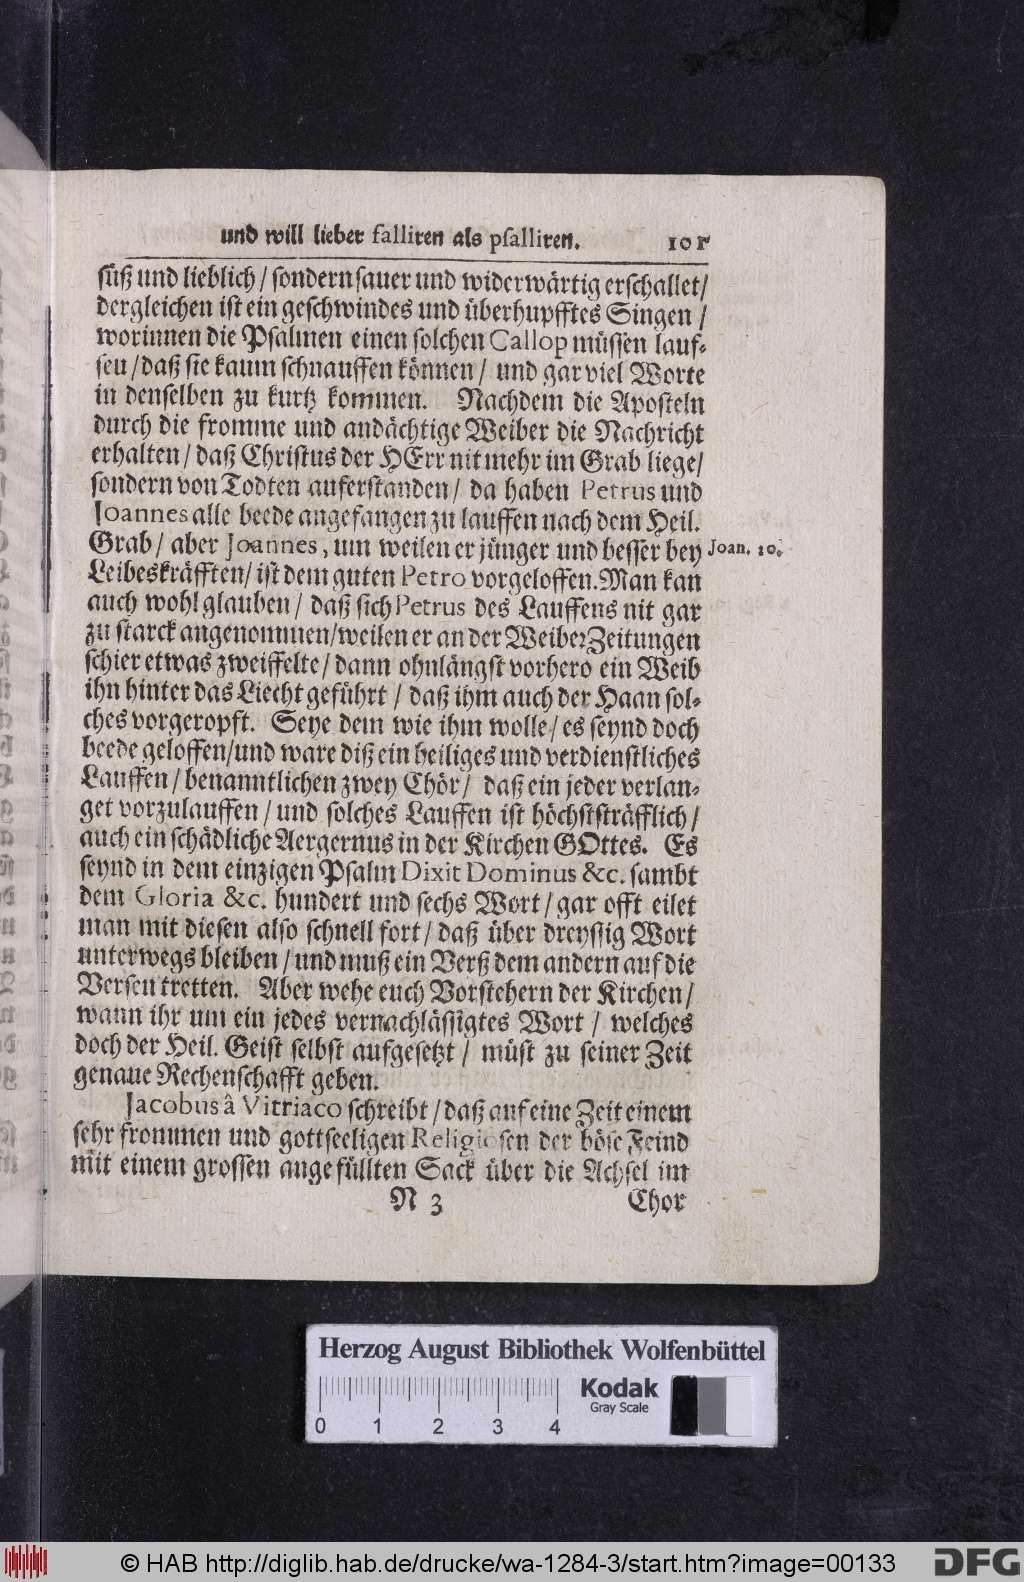 und will lieber falliren als psalliren. 101
süß und lieblich / sondern sauer und widerwärtig erschallet /
dergleichen ist ein geschwindes und überhupfftes Singen /
worinnen die Psalmen einen solchen Gallop müssen lauf-
fen / daß sie kaum schnauffen können / und gar viel Worte
in denselben zu kurtz kommen. Nachdem die Aposteln
durch die fromme und andächtige Weiber die Nachricht
erhalten / daß Christus der HErr nit mehr im Grab liege /
sondern von Todten auferstanden / da haben Petrus und
Joannes alle beede angefangen zu lauffen nach dem Heil.
Grab / aber Joannes, um weilen er jünger und besser bey
Joan. 20.
Leibeskräfften / ist dem guten Petro vorgeloffen. Man kan
auch wohl glauben / daß sich Petrus des Lauffens nit gar
zu starck angenommen / weilen er an der Weiber Zeitungen
schier etwas zweiffelte / dann ohnlängst vorhero ein Weib
ihn hinter das Liecht geführt / daß ihm auch der Haan sol-
ches vorgeropft. Seye dem wie ihm wolle / es seynd doch
beede geloffen / und ware diß ein heiliges und verdienstliches
Lauffen / benanntlichen zwey Chör / daß ein jeder verlan-
get vorzulauffen / und solches Lauffen ist höchststräfflich /
auch ein schädliche Aergernus in der Kirchen GOttes. Es
seynd in dem einzigen Psalm Dixit Dominus &c. sambt
dem Gloria &c. hundert und sechs Wort / gar offt eilet
man mit diesen also schnell fort / daß über dreyssig Wort
unterwegs bleiben / und muß ein Verß dem andern auf die
Versen tretten. Aber wehe euch Vorstehern der Kirchen /
wann ihr um ein jedes vernachlässigtes Wort / welches
doch der Heil. Geist selbst aufgesetzt / müst zu seiner Zeit
genaue Rechenschafft geben.
Jacobus â Vitriaco schreibt / daß auf eine Zeit einem
sehr frommen und gottseeligen Religiosen der böse Feind
mit einem grossen angefüllten Sack über die Achsel im
N 3 Chor
Herzog August Bibliothek Wolfenbüttel
0 1 2 3 4
Kodak
Gray Scale
© HAB http://diglib.hab.de/drucke/wa-1284-3/start.htm?image=00133
DFG